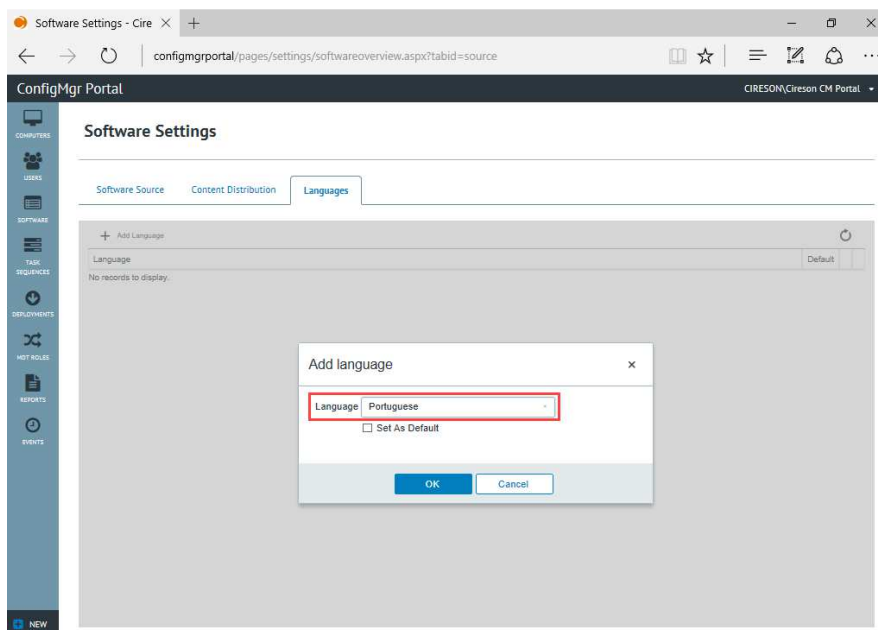 Software Settings - Cire
configmgrportal/pages/settings/softwareoverview.aspx?tabid=source
ConfigMgr Portal
CIRESON\Cireson CM Portal
COMPUTERS
USERS
SOFTWARE
TASK
SEQUENCES
DEPLOYMENTS
MDT ROLES
REPORTS
EVENTS
NEW
Software Settings
Software Source Content Distribution Languages
+ Add Language
Language Default
No records to display.
Add language
Language Portuguese
Set As Default
OK Cancel